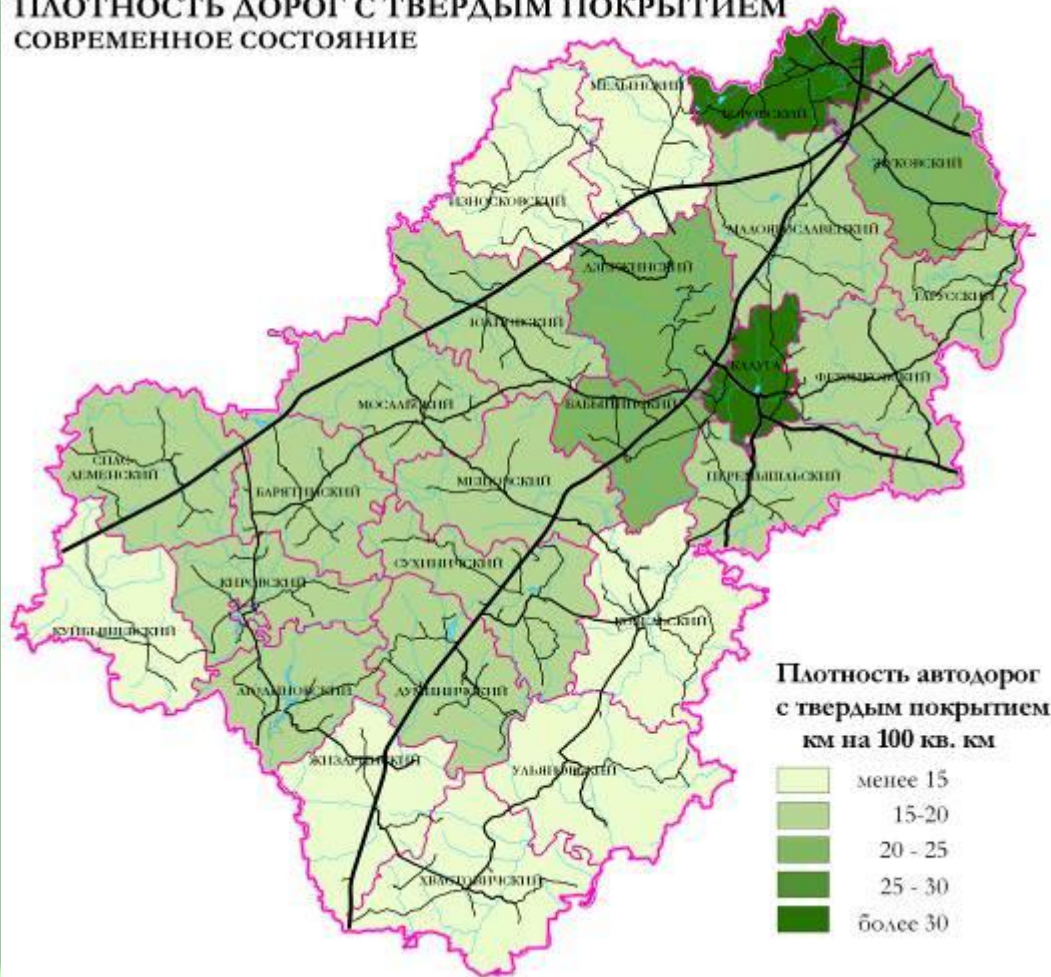 ПЛОТНОСТЬ ДОРОГ С ТВЕРДЫМ ПОКРЫТИЕМ
СОВРЕМЕННОЕ СОСТОЯНИЕ
МЕДЫНСКИЙ
БОРОВСКИЙ
ЖУКОВСКИЙ
ИЗНОСКОВСКИЙ
МАЛОЯРОСЛАВЕЦКИЙ
ДЗЕРЖИНСКИЙ
ТАРУССКИЙ
ЮХНОВСКИЙ
КАЛУГА
ФЕРЗИКОВСКИЙ
МОСАЛЬСКИЙ
БАБЫНИНСКИЙ
СПАС-
ДЕМЕНСКИЙ
БАРЯТИНСКИЙ
МЕЩОВСКИЙ
ПЕРЕМЫШЛЬСКИЙ
СУХИНИЧСКИЙ
КИРОВСКИЙ
КУЙБЫШЕВСКИЙ
КОЗЕЛЬСКИЙ
ЛЮДИНОВСКИЙ
ДУМИНИЧСКИЙ
ЖИЗДРИНСКИЙ
УЛЬЯНОВСКИЙ
ХВАСТОВИЧСКИЙ
Плотность автодорог
с твердым покрытием
км на 100 кв. км
менее 15
15-20
20 - 25
25 - 30
более 30